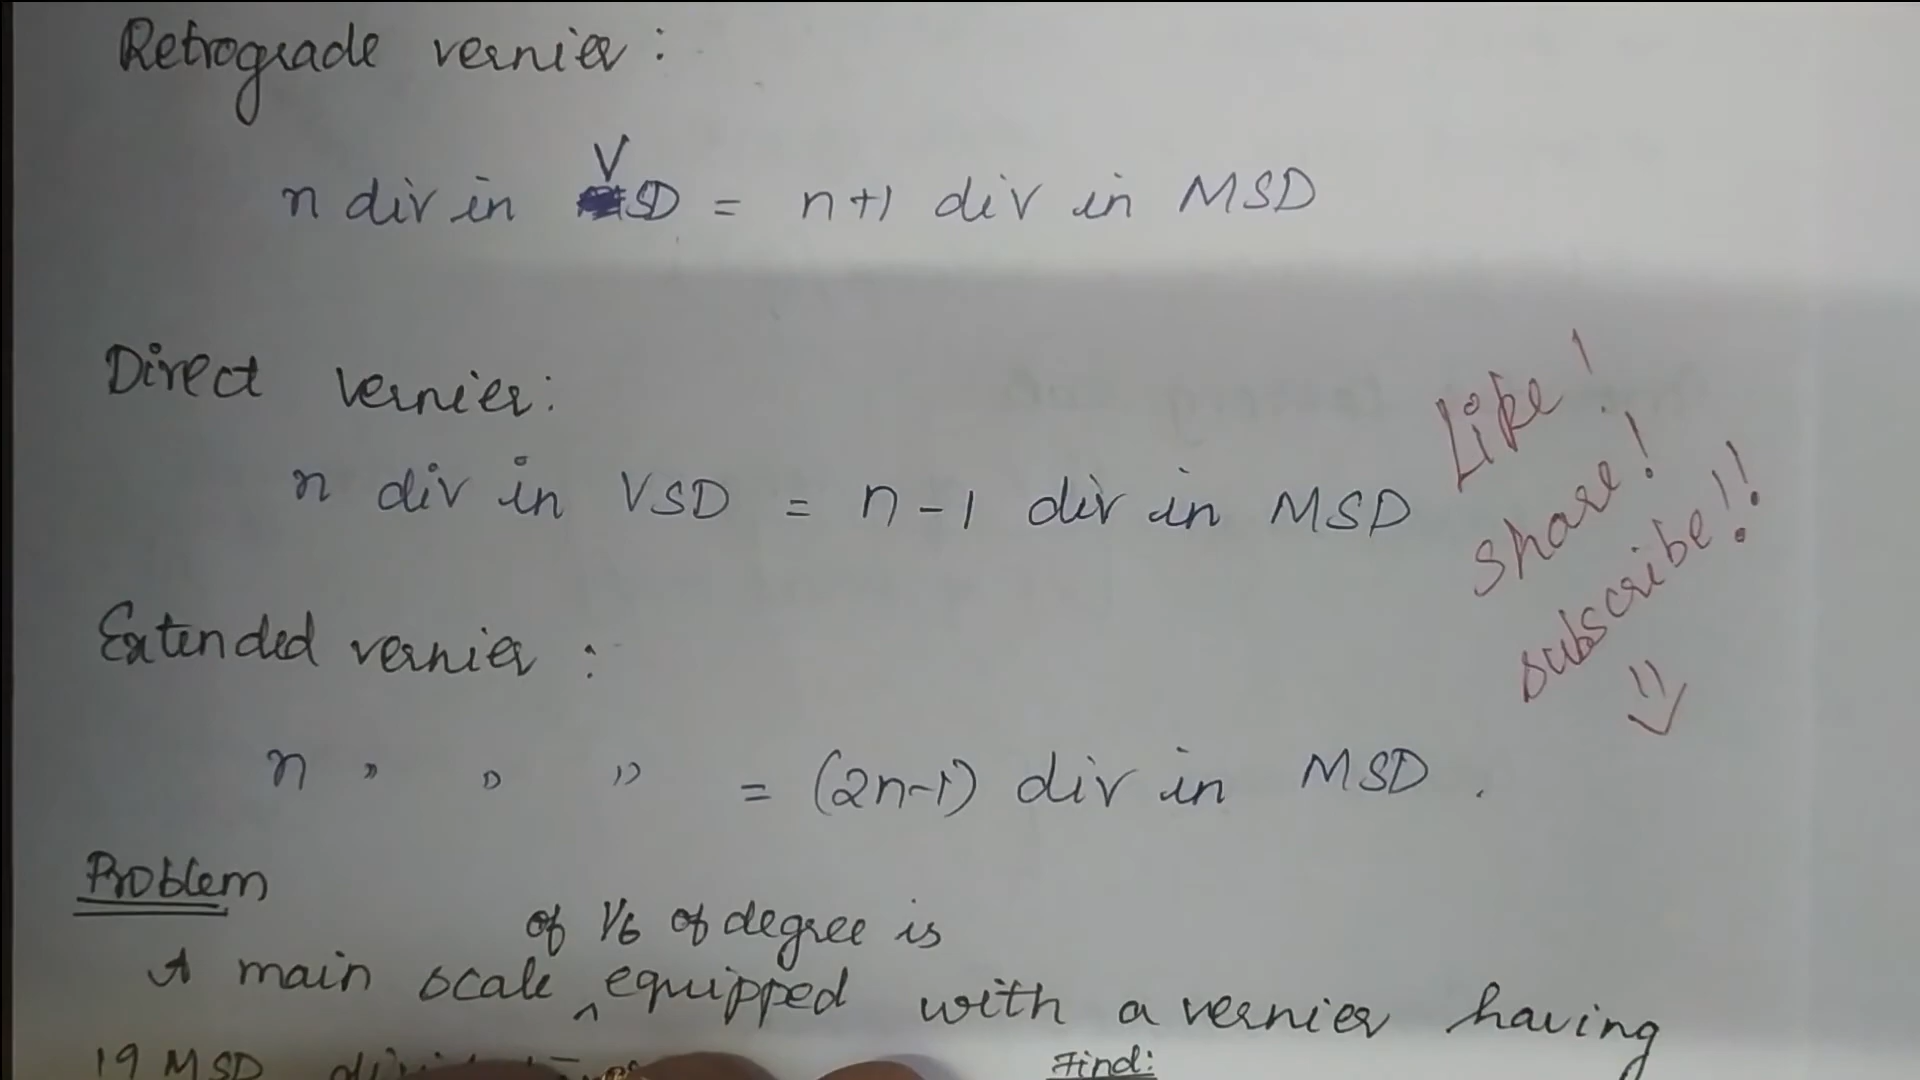 Retrograde vernier:
V
n div in SD = n+1 div in MSD
Direct vernier:
n div in VSD = n-1 div in MSD
Like!
Share!
Subscribe!!
Extended vernier:
n " " " = (2n-1) div in MSD.
Problem
of 1/6 of degree is
A main scale ^ equipped with a vernier having
19 MSD
Find: